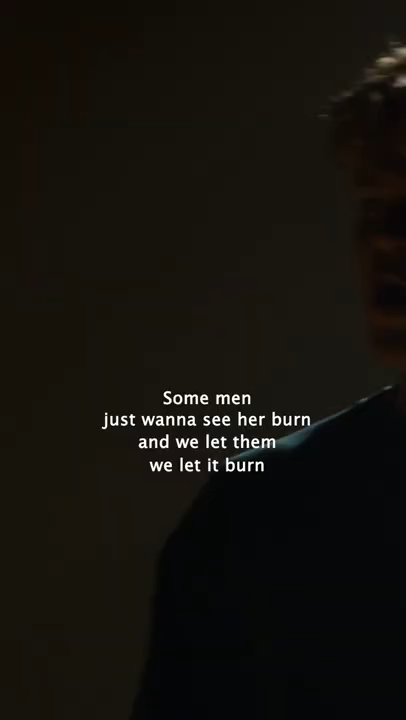 Some men
just wanna see her burn
and we let them
we let it burn